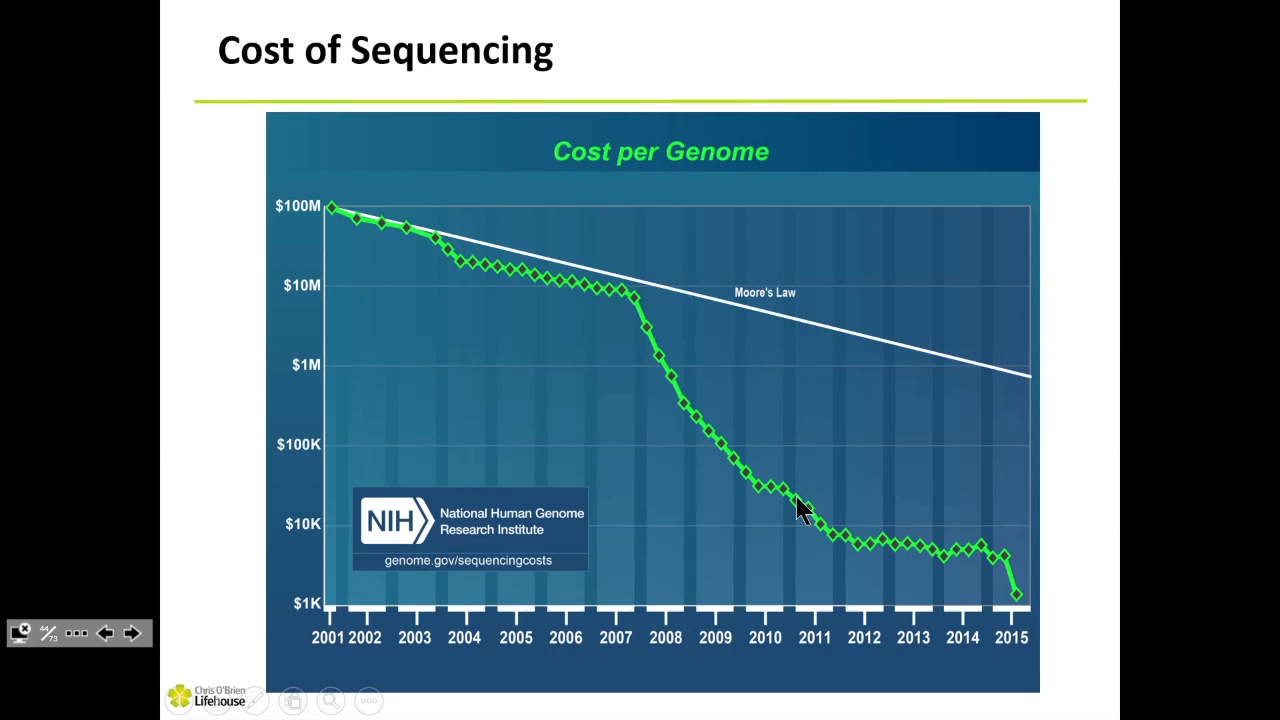 Cost of Sequencing
Cost per Genome
$100M
$10M
$1M
$100K
$10K
$1K
Moore's Law
NIH
National Human Genome
Research Institute
genome.gov/sequencingcosts
2001 2002 2003 2004 2005 2006 2007 2008 2009 2010 2011 2012 2013 2014 2015
44/73
Chris O'Brien
Lifehouse